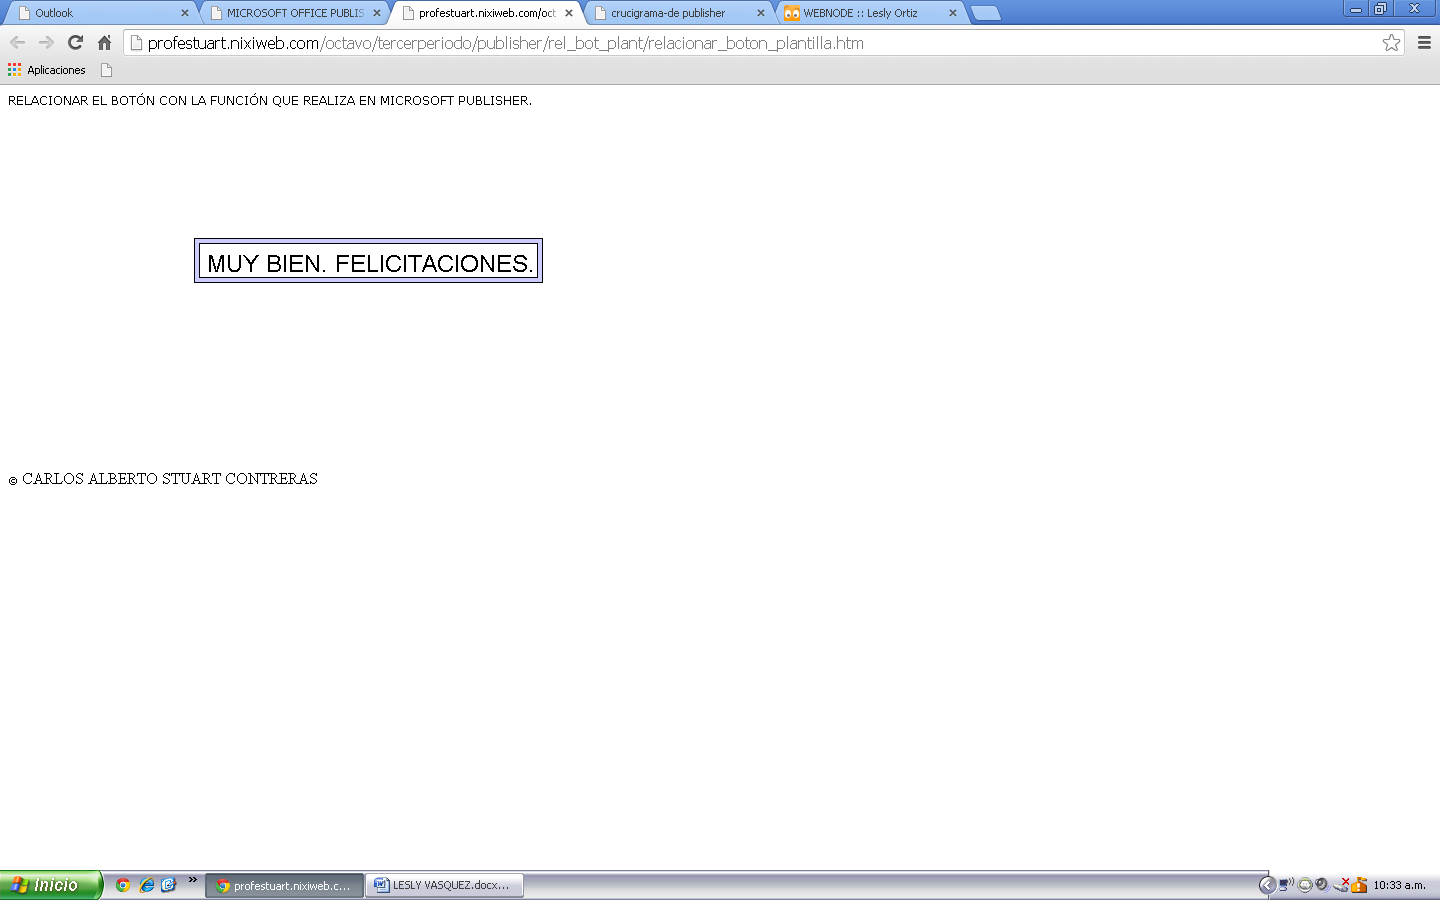 Outlook
MICROSOFT OFFICE PUBLIS
profestuart.nixiweb.com/oct
crucigrama-de publisher
WEBNODE :: Lesly Ortiz
profestuart.nixiweb.com/octavo/tercerperiodo/publisher/rel_bot_plant/relacionar_boton_plantilla.htm
Aplicaciones
RELACIONAR EL BOTÓN CON LA FUNCIÓN QUE REALIZA EN MICROSOFT PUBLISHER.
MUY BIEN. FELICITACIONES.
© CARLOS ALBERTO STUART CONTRERAS
Inicio
profestuart.nixiweb.c...
LESLY VASQUEZ.docx...
10:33 a.m.